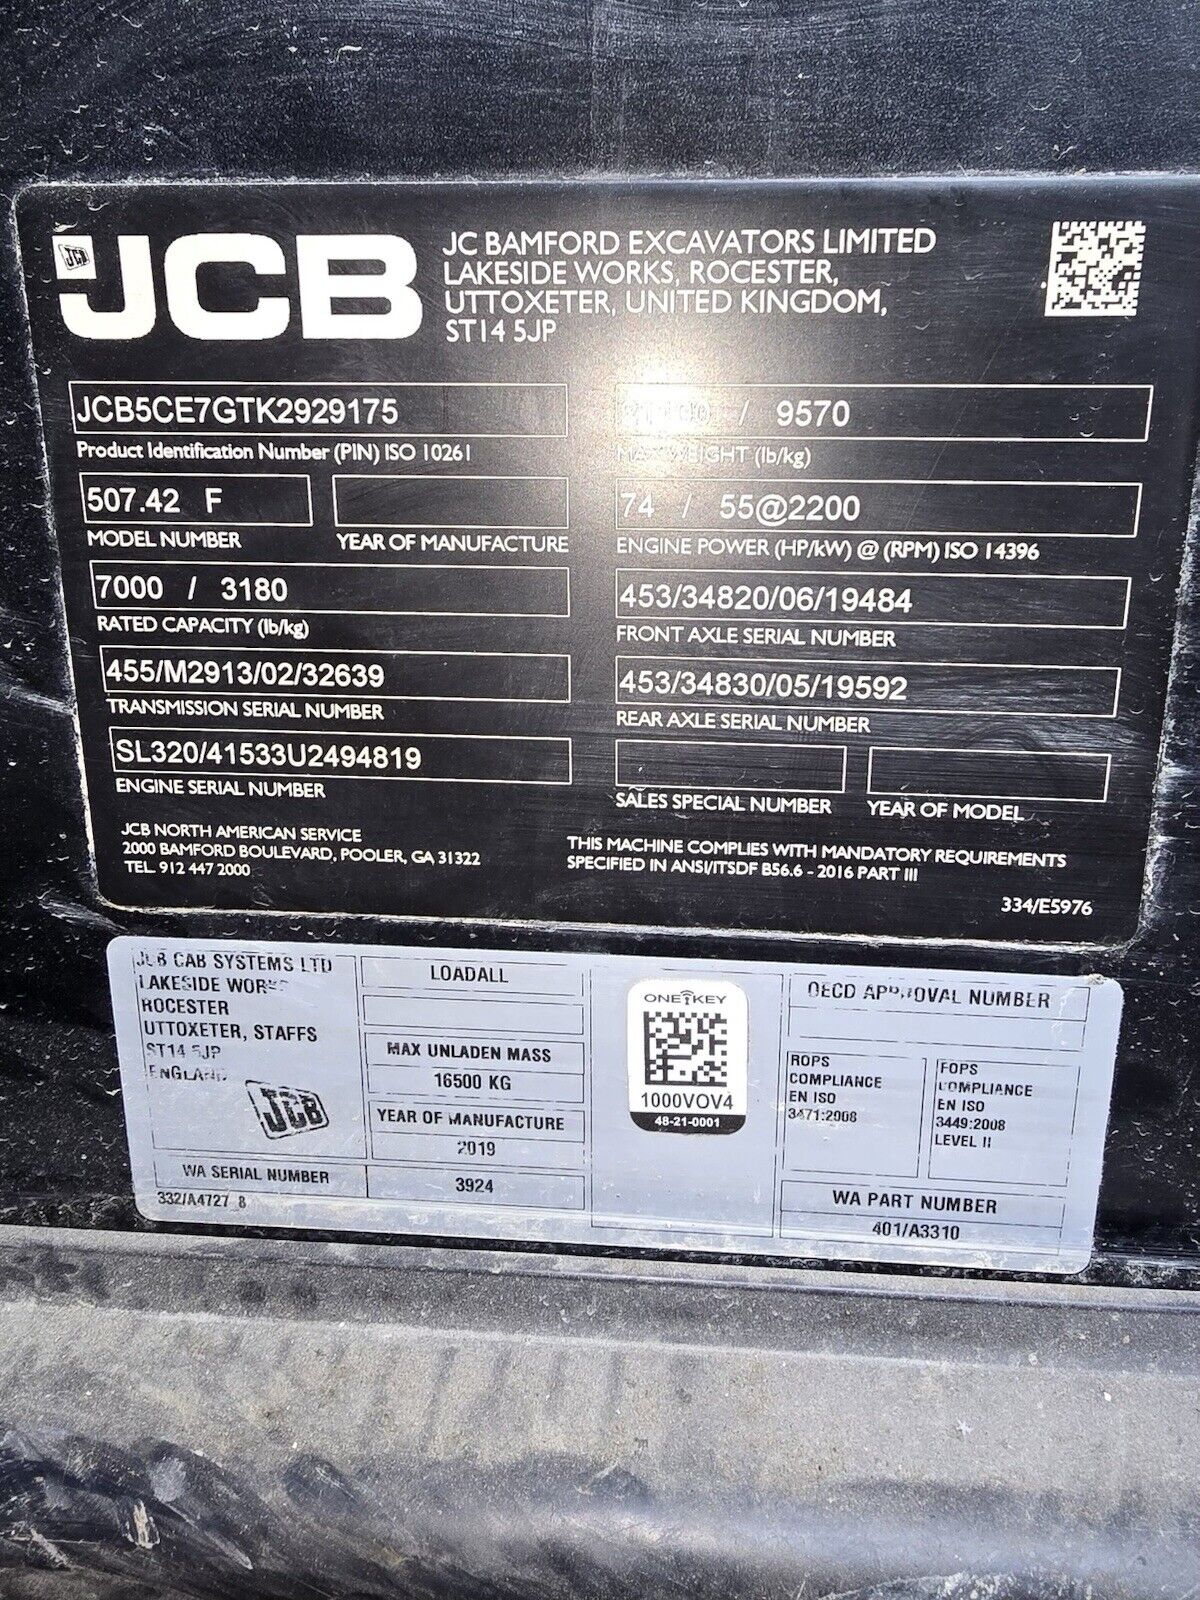 JCB
JCB
JC BAMFORD EXCAVATORS LIMITED
LAKESIDE WORKS, ROCESTER,
UTTOXETER, UNITED KINGDOM,
ST14 5JP
JCB5CE7GTK2929175
Product Identification Number (PIN) ISO 10261
/ 9570
MAX WEIGHT (lb/kg)
507.42 F
MODEL NUMBER
YEAR OF MANUFACTURE
74 / 55@2200
ENGINE POWER (HP/kW) @ (RPM) ISO 14396
7000 / 3180
RATED CAPACITY (lb/kg)
453/34820/06/19484
FRONT AXLE SERIAL NUMBER
455/M2913/02/32639
TRANSMISSION SERIAL NUMBER
453/34830/05/19592
REAR AXLE SERIAL NUMBER
SL320/41533U2494819
ENGINE SERIAL NUMBER
SALES SPECIAL NUMBER
YEAR OF MODEL
JCB NORTH AMERICAN SERVICE
2000 BAMFORD BOULEVARD, POOLER, GA 31322
TEL. 912 447 2000
THIS MACHINE COMPLIES WITH MANDATORY REQUIREMENTS
SPECIFIED IN ANSI/ITSDF B56.6 - 2016 PART III
334/E5976
JCB CAB SYSTEMS LTD
LAKESIDE WORKS
ROCESTER
UTTOXETER, STAFFS
ST14 5JP
ENGLAND
JCB
WA SERIAL NUMBER
332/A4727 8
LOADALL
MAX UNLADEN MASS
16500 KG
YEAR OF MANUFACTURE
2019
3924
ONE KEY
1000VOV4
48-21-0001
OECD APPROVAL NUMBER
ROPS
COMPLIANCE
EN ISO
3471:2008
FOPS
COMPLIANCE
EN ISO
3449:2008
LEVEL II
WA PART NUMBER
401/A3310